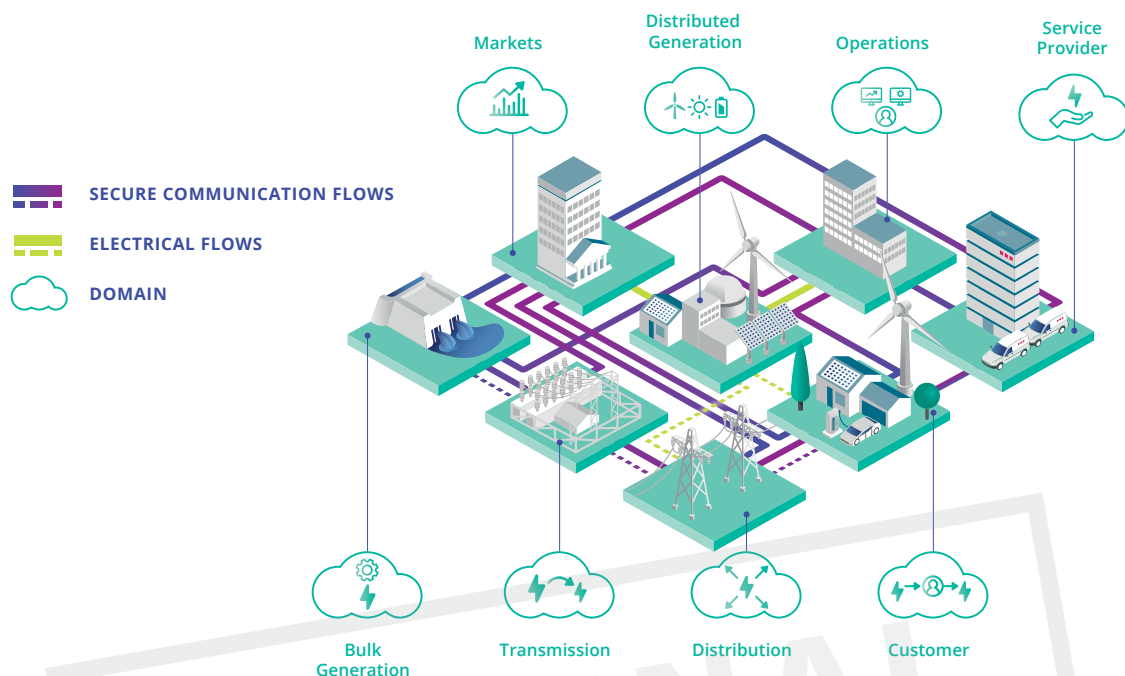 Markets
Distributed
Generation
Operations
Service
Provider
SECURE COMMUNICATION FLOWS
ELECTRICAL FLOWS
DOMAIN
Bulk
Generation
Transmission
Distribution
Customer